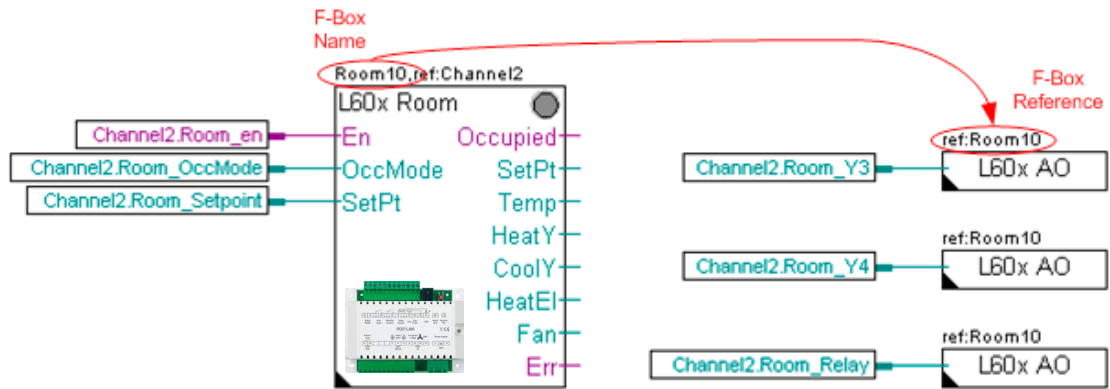 F-Box
Name
Room10,ref:Channel2
F-Box
Reference
L60x Room
Channel2.Room_en
En
Occupied
Channel2.Room_OccMode
OccMode
SetPt
Channel2.Room_Setpoint
SetPt
Temp
HeatY
CoolY
HeatEl
Fan
Err
ref:Room10
Channel2.Room_Y3
L60x AO
ref:Room10
Channel2.Room_Y4
L60x AO
ref:Room10
Channel2.Room_Relay
L60x AO